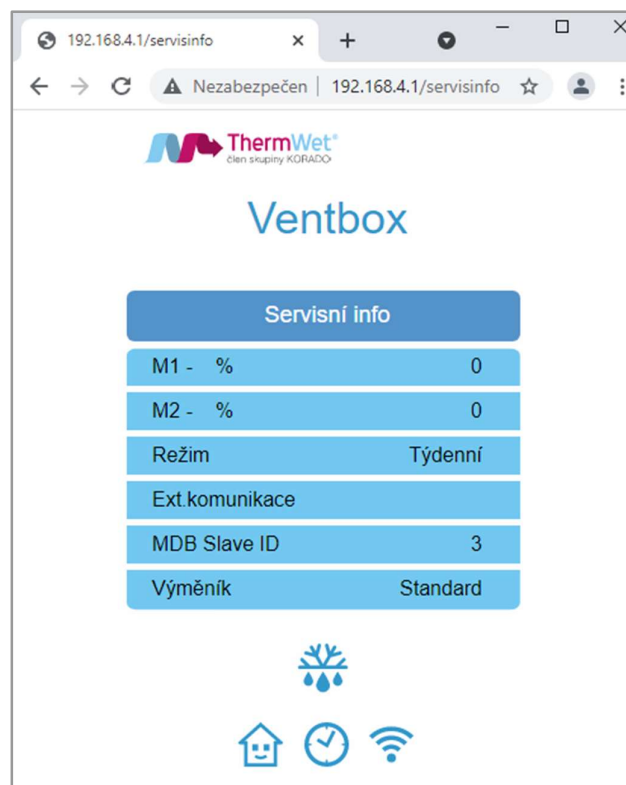 192.168.4.1/servisinfo
Nezabezpečen | 192.168.4.1/servisinfo
ThermWet®
člen skupiny KORADO®
Ventbox
Servisní info
M1 - % 0
M2 - % 0
Režim Týdenní
Ext.komunikace
MDB Slave ID 3
Výměník Standard